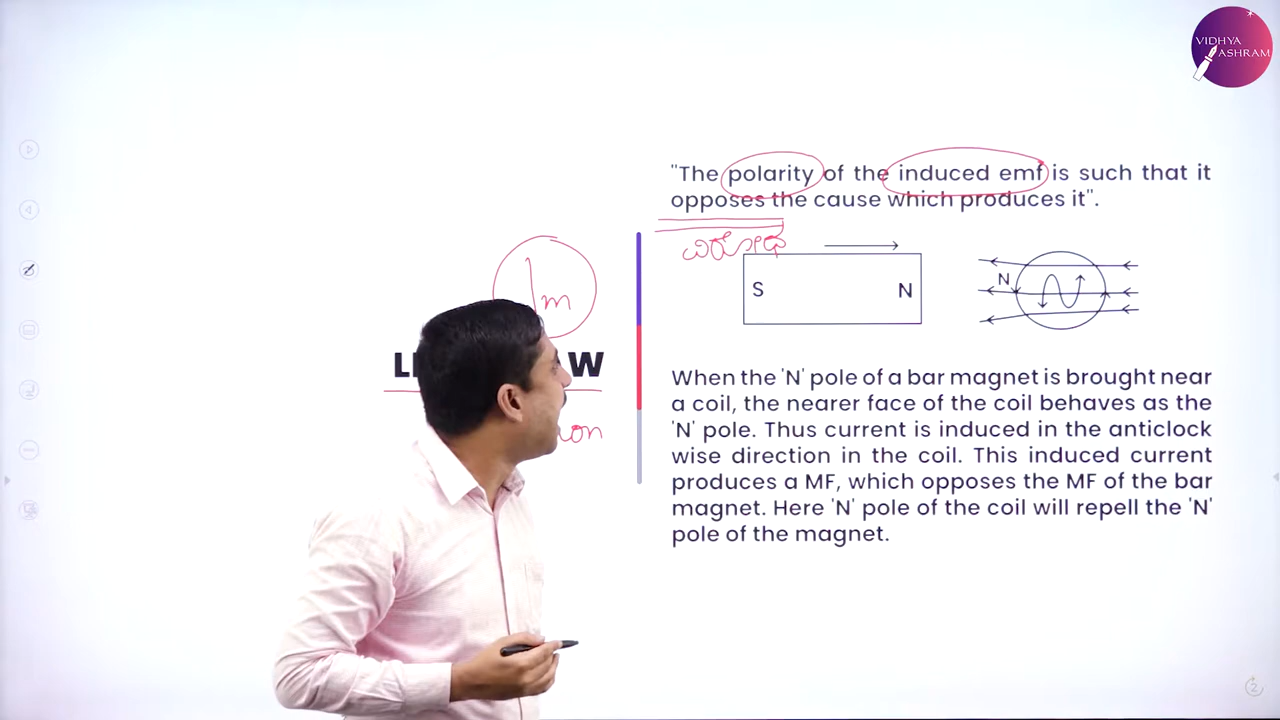 VIDHYA
ASHRAM
"The polarity of the induced emf is such that it
opposes the cause which produces it".
ವಿರೋಧ
1m
S N
N
When the 'N' pole of a bar magnet is brought near
a coil, the nearer face of the coil behaves as the
'N' pole. Thus current is induced in the anticlock
wise direction in the coil. This induced current
produces a MF, which opposes the MF of the bar
magnet. Here 'N' pole of the coil will repell the 'N'
pole of the magnet.
2